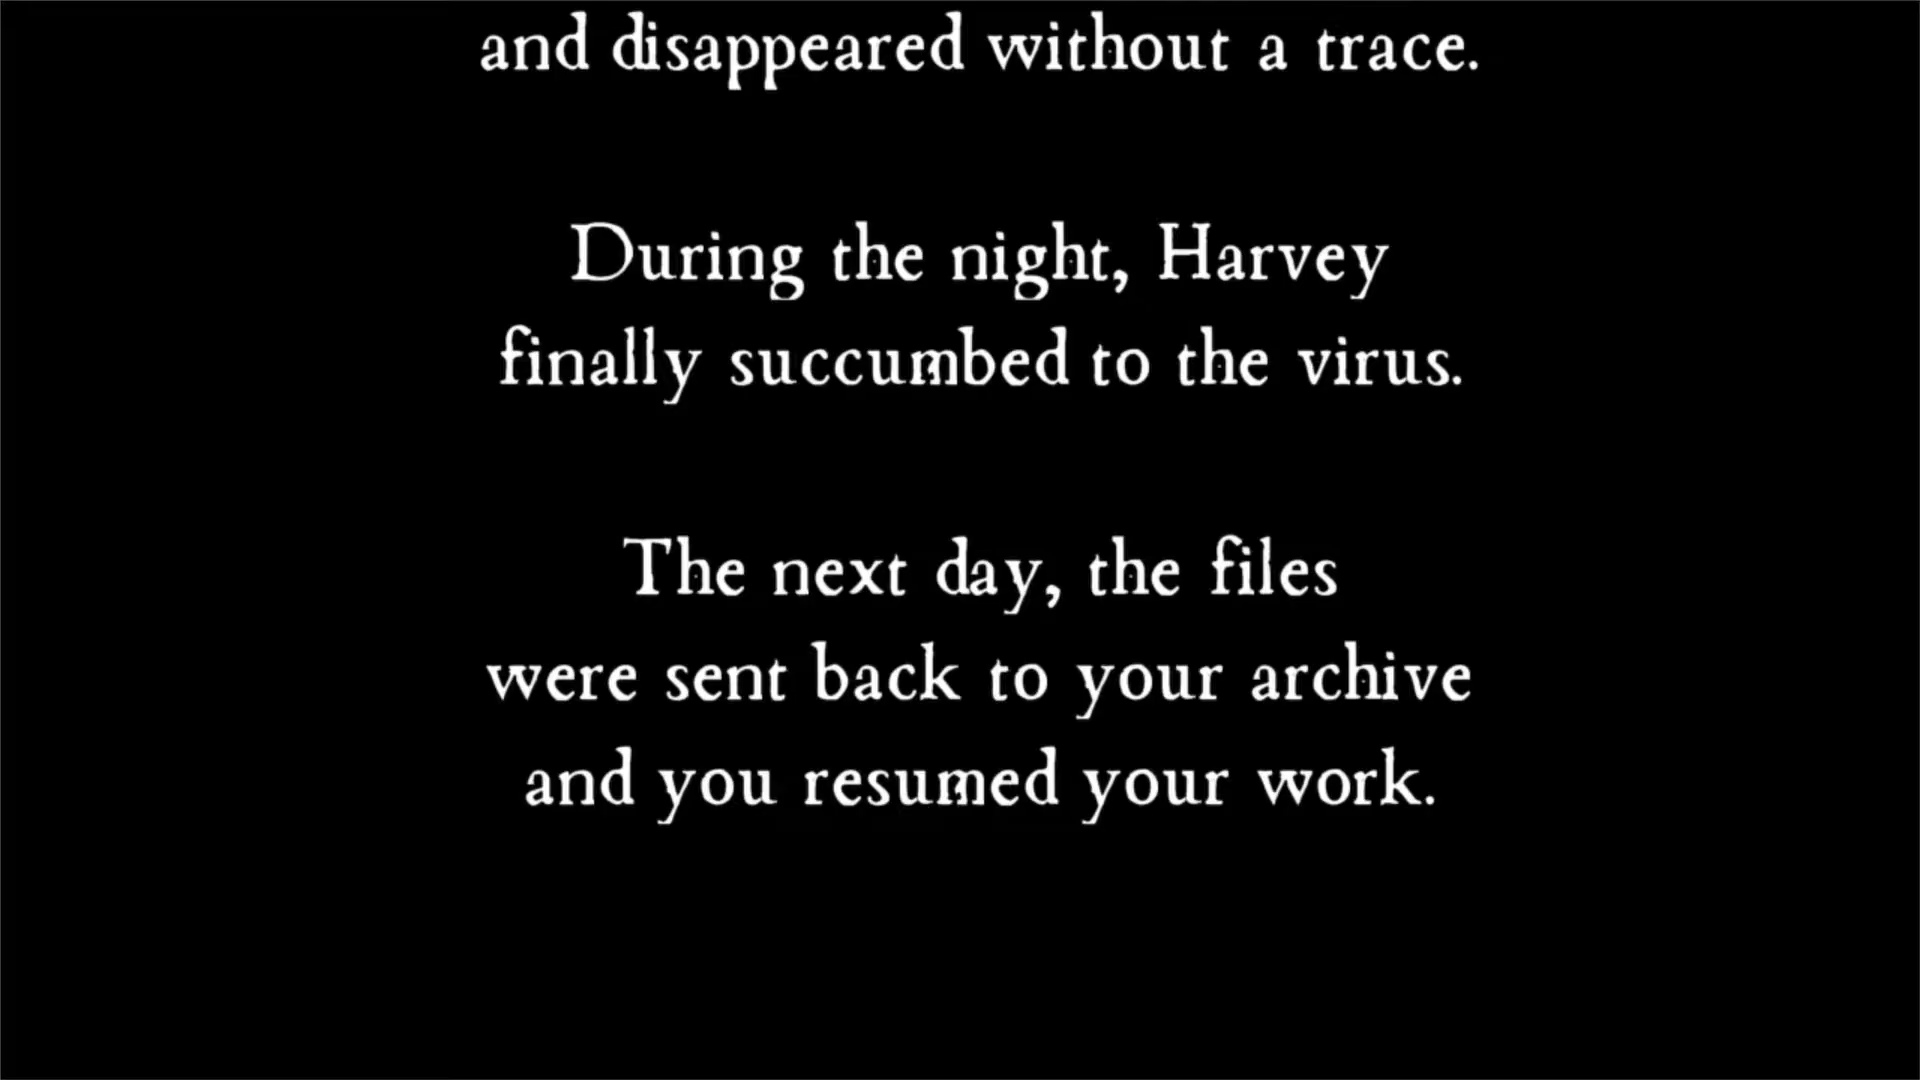 and disappeared without a trace.
During the night, Harvey
finally succumbed to the virus.
The next day, the files
were sent back to your archive
and you resumed your work.